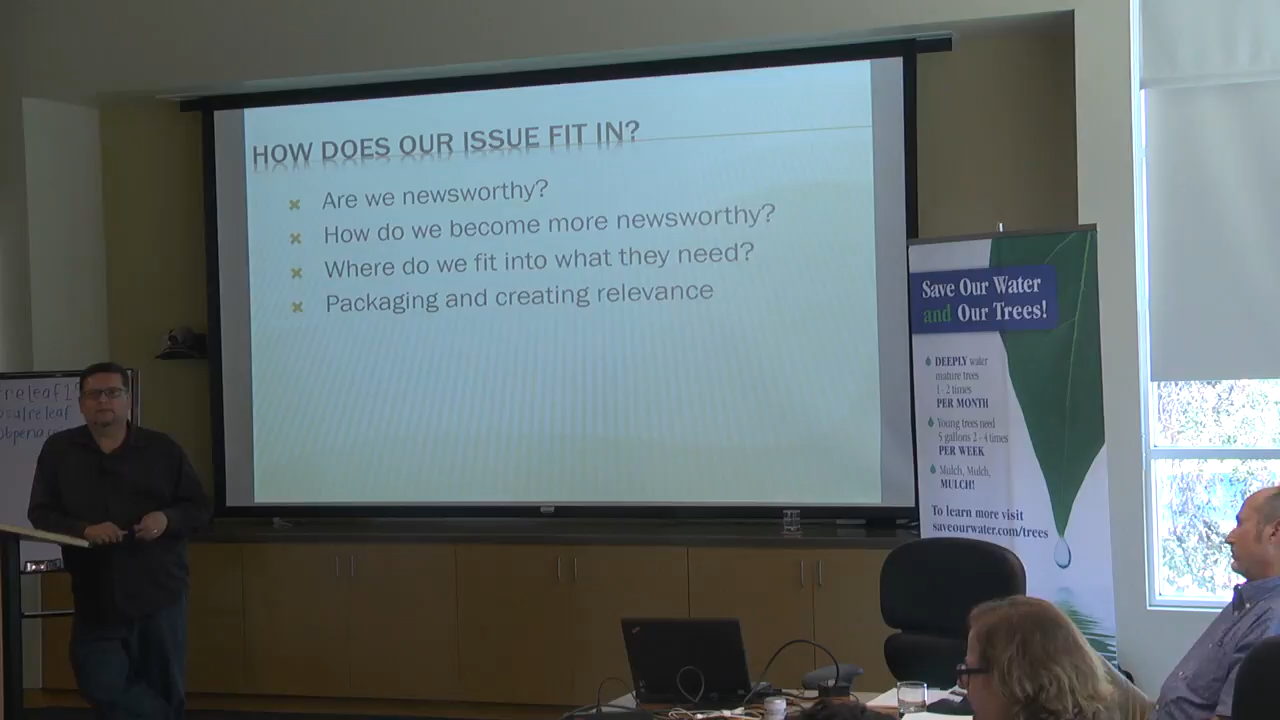 HOW DOES OUR ISSUE FIT IN?
Are we newsworthy?
How do we become more newsworthy?
Where do we fit into what they need?
Packaging and creating relevance
Save Our Water
and Our Trees!
DEEPLY water
mature trees
1 - 2 times
PER MONTH
Young trees need
5 gallons 2 - 4 times
PER WEEK
Mulch, Mulch,
MULCH!
To learn more visit
saveourwater.com/trees